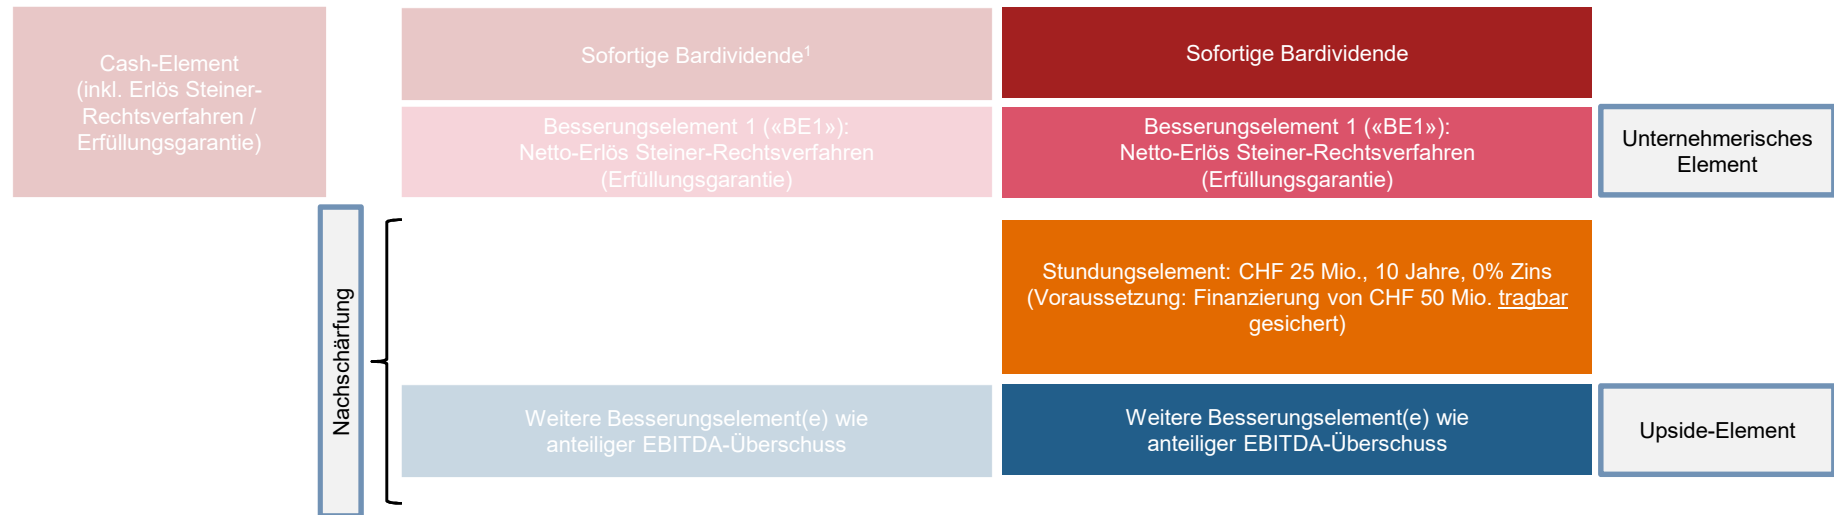 Cash-Element
(inkl. Erlös Steiner-
Rechtsverfahren /
Erfüllungsgarantie)
Sofortige Bardividende¹
Sofortige Bardividende
Besserungselement 1 («BE1»):
Netto-Erlös Steiner-Rechtsverfahren
(Erfüllungsgarantie)
Besserungselement 1 («BE1»):
Netto-Erlös Steiner-Rechtsverfahren
(Erfüllungsgarantie)
Unternehmerisches
Element
Nachschärfung
Stundungselement: CHF 25 Mio., 10 Jahre, 0% Zins
(Voraussetzung: Finanzierung von CHF 50 Mio. tragbar
gesichert)
Weitere Besserungselement(e) wie
anteiliger EBITDA-Überschuss
Weitere Besserungselement(e) wie
anteiliger EBITDA-Überschuss
Upside-Element